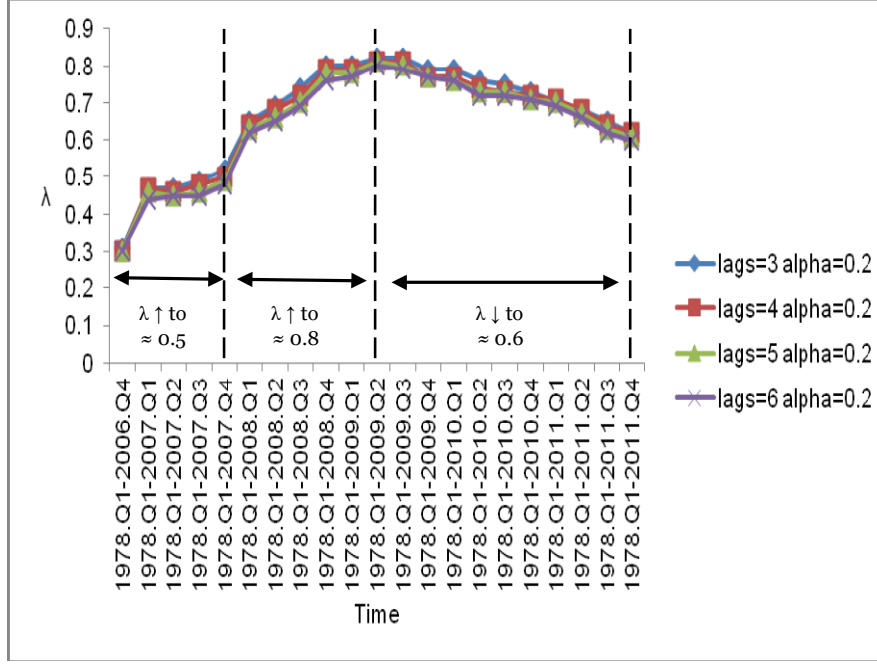 0.9
0.8
0.7
0.6
0.5
0.4
0.3
0.2
0.1
0
λ
λ ↑ to
≈ 0.5
λ ↑ to
≈ 0.8
λ ↓ to
≈ 0.6
1978.Q1-2006.Q4
1978.Q1-2007.Q1
1978.Q1-2007.Q2
1978.Q1-2007.Q3
1978.Q1-2007.Q4
1978.Q1-2008.Q1
1978.Q1-2008.Q2
1978.Q1-2008.Q3
1978.Q1-2008.Q4
1978.Q1-2009.Q1
1978.Q1-2009.Q2
1978.Q1-2009.Q3
1978.Q1-2009.Q4
1978.Q1-2010.Q1
1978.Q1-2010.Q2
1978.Q1-2010.Q3
1978.Q1-2010.Q4
1978.Q1-2011.Q1
1978.Q1-2011.Q2
1978.Q1-2011.Q3
1978.Q1-2011.Q4
Time
lags=3 alpha=0.2
lags=4 alpha=0.2
lags=5 alpha=0.2
lags=6 alpha=0.2